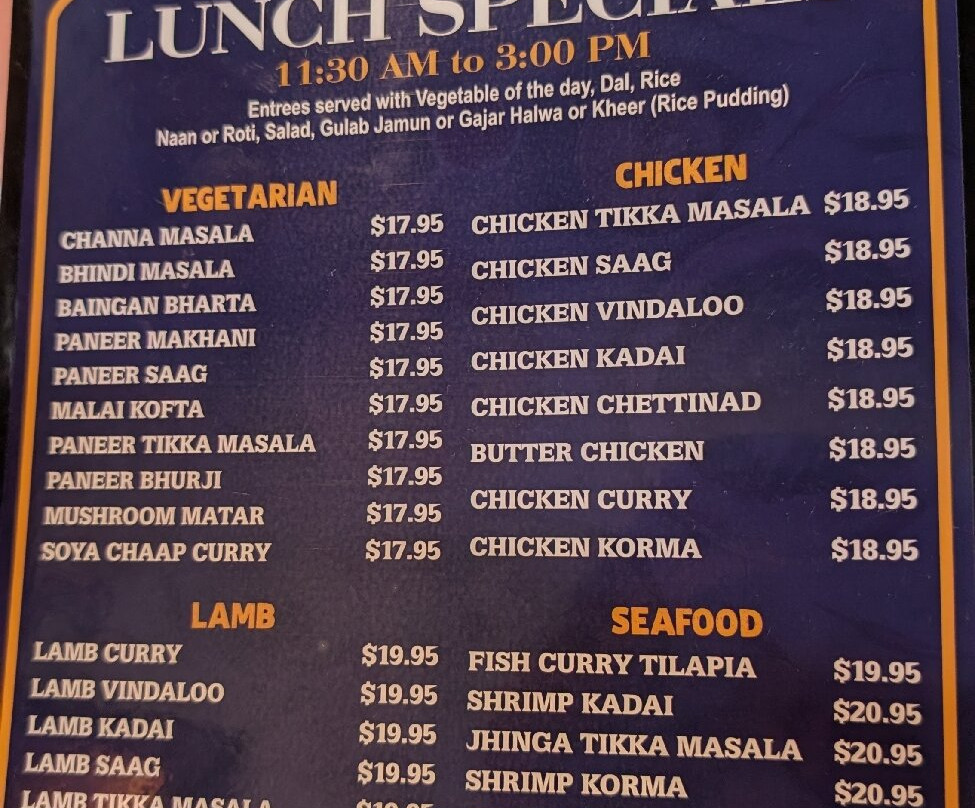 LUNCH SPECIAL
11:30 AM to 3:00 PM
Entrees served with Vegetable of the day, Dal, Rice
Naan or Roti, Salad, Gulab Jamun or Gajar Halwa or Kheer (Rice Pudding)
VEGETARIAN
CHANNA MASALA $17.95
BHINDI MASALA $17.95
BAINGAN BHARTA $17.95
PANEER MAKHANI $17.95
PANEER SAAG $17.95
MALAI KOFTA $17.95
PANEER TIKKA MASALA $17.95
PANEER BHURJI $17.95
MUSHROOM MATAR $17.95
SOYA CHAAP CURRY $17.95
CHICKEN
CHICKEN TIKKA MASALA $18.95
CHICKEN SAAG $18.95
CHICKEN VINDALOO $18.95
CHICKEN KADAI $18.95
CHICKEN CHETTINAD $18.95
BUTTER CHICKEN $18.95
CHICKEN CURRY $18.95
CHICKEN KORMA $18.95
LAMB
LAMB CURRY $19.95
LAMB VINDALOO $19.95
LAMB KADAI $19.95
LAMB SAAG $19.95
LAMB TIKKA MASALA $19.95
SEAFOOD
FISH CURRY TILAPIA $19.95
SHRIMP KADAI $20.95
JHINGA TIKKA MASALA $20.95
SHRIMP KORMA $20.95